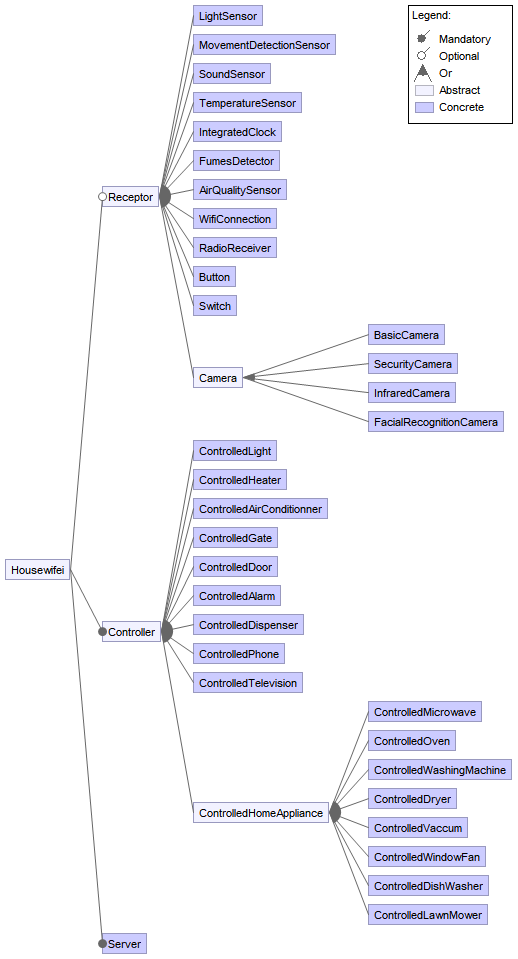 Legend:
Mandatory
Optional
Or
Abstract
Concrete
LightSensor
MovementDetectionSensor
SoundSensor
TemperatureSensor
IntegratedClock
FumesDetector
Receptor
AirQualitySensor
WifiConnection
RadioReceiver
Button
Switch
Camera
BasicCamera
SecurityCamera
InfraredCamera
FacialRecognitionCamera
Housewifei
Controller
ControlledLight
ControlledHeater
ControlledAirConditionner
ControlledGate
ControlledDoor
ControlledAlarm
ControlledDispenser
ControlledPhone
ControlledTelevision
ControlledHomeAppliance
ControlledMicrowave
ControlledOven
ControlledWashingMachine
ControlledDryer
ControlledVaccum
ControlledWindowFan
ControlledDishWasher
ControlledLawnMower
Server